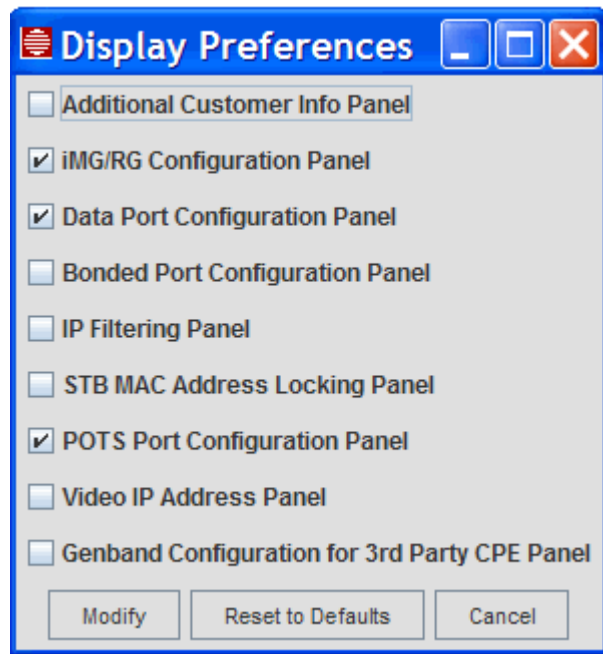 Display Preferences
Additional Customer Info Panel
iMG/RG Configuration Panel
Data Port Configuration Panel
Bonded Port Configuration Panel
IP Filtering Panel
STB MAC Address Locking Panel
POTS Port Configuration Panel
Video IP Address Panel
Genband Configuration for 3rd Party CPE Panel
Modify Reset to Defaults Cancel